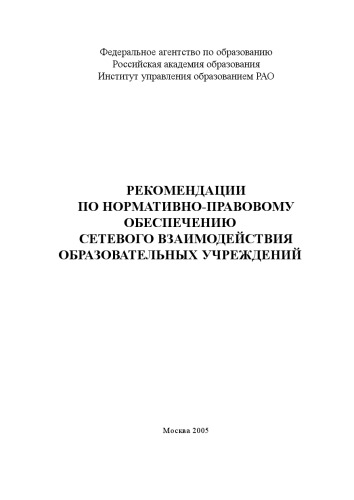 Федеральное агентство по образованию
Российская академия образования
Институт управления образованием РАО
РЕКОМЕНДАЦИИ
ПО НОРМАТИВНО-ПРАВОВОМУ
ОБЕСПЕЧЕНИЮ
СЕТЕВОГО ВЗАИМОДЕЙСТВИЯ
ОБРАЗОВАТЕЛЬНЫХ УЧРЕЖДЕНИЙ
Москва 2005